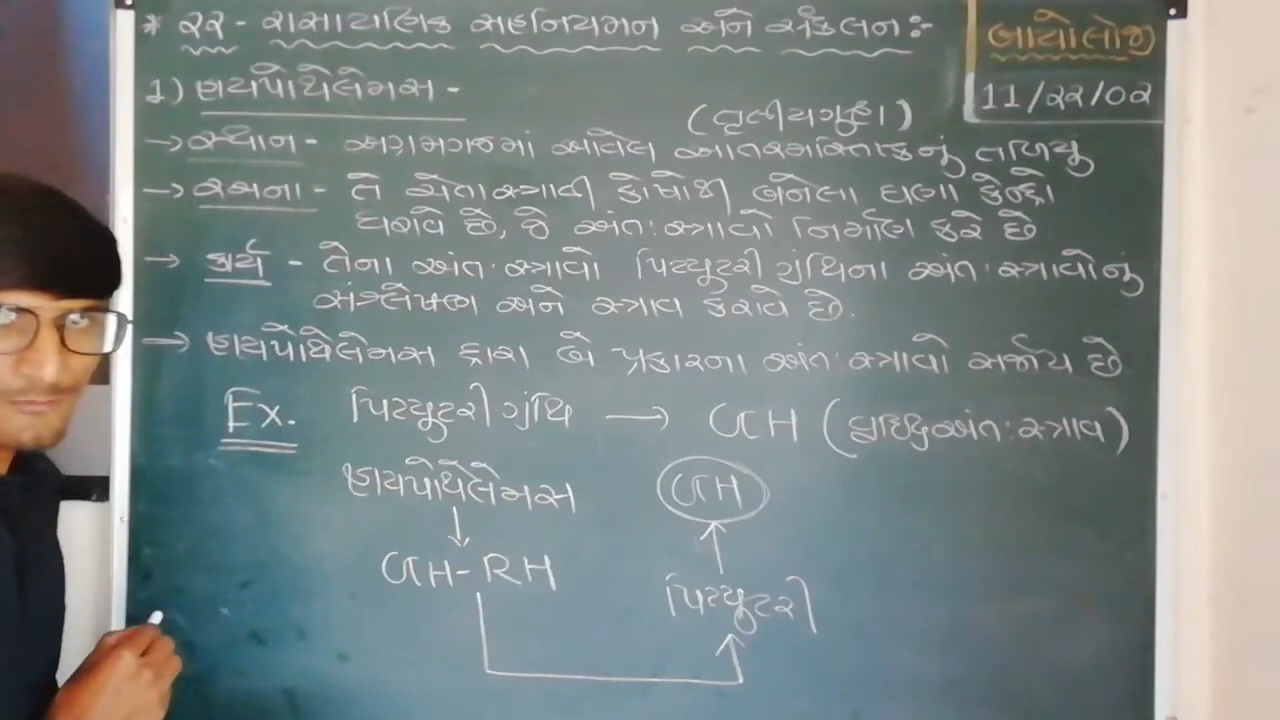 * ૨૨ - રાસાયણિક સહનિયમન અને સંકલન :-
બાયોલોજી
11/22/02
1) હાયપોથેલેમસ -
(તૃતીયગુહા)
→ સ્થાન - અગ્રમગજમાં આવેલ આંતરમસ્તિષ્કનું તળિયું
→ રચના - તે ચેતાસ્ત્રાવી કોષોથી બનેલા ઘણા કેન્દ્રો
ધરાવે છે, જે અંતઃસ્ત્રાવો નિર્માણ કરે છે
→ કાર્ય - તેના અંતઃસ્ત્રાવો પિટ્યુટરી ગ્રંથિના અંતઃસ્ત્રાવોનું
સંશ્લેષણ અને સ્ત્રાવ કરાવે છે.
→ હાયપોથેલેમસ દ્વારા બે પ્રકારના અંતઃસ્ત્રાવો સર્જાય છે
Ex. પિટ્યુટરી ગ્રંથિ → GH (વૃદ્ધિઅંતઃસ્ત્રાવ)
હાયપોથેલેમસ
GH
GH-RH
પિટ્યુટરી